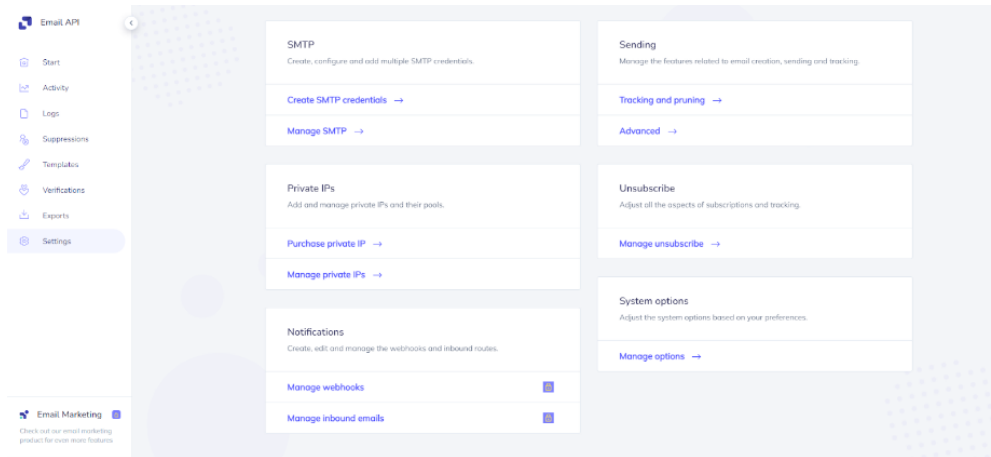 Email API
Start
Activity
Logs
Suppressions
Templates
Verifications
Exports
Settings
Email Marketing
Check out our email marketing
product for even more features
SMTP
Create, configure and add multiple SMTP credentials.
Create SMTP credentials →
Manage SMTP →
Private IPs
Add and manage private IPs and their pools.
Purchase private IP →
Manage private IPs →
Notifications
Create, edit and manage the webhooks and inbound routes.
Manage webhooks
Manage inbound emails
Sending
Manage the features related to email creation, sending and tracking.
Tracking and pruning →
Advanced →
Unsubscribe
Adjust all the aspects of subscriptions and tracking.
Manage unsubscribe →
System options
Adjust the system options based on your preferences.
Manage options →